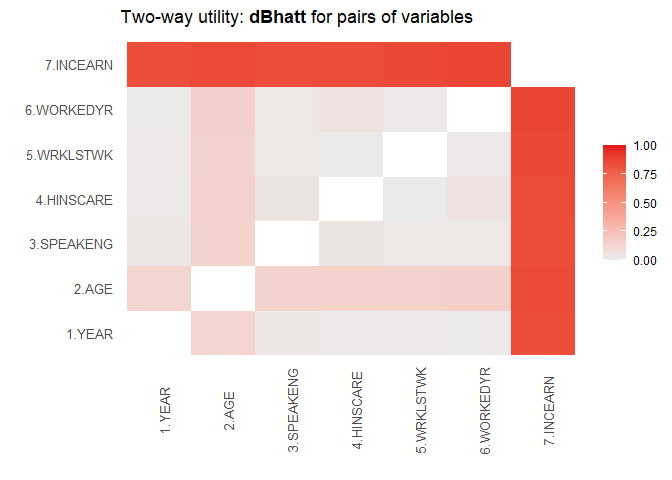 Two-way utility: dBhatt for pairs of variables
7.INCEARN
6.WORKEDYR
5.WRKLSTWK
4.HINSCARE
3.SPEAKENG
2.AGE
1.YEAR
1.00
0.75
0.50
0.25
0.00
1.YEAR
2.AGE
3.SPEAKENG
4.HINSCARE
5.WRKLSTWK
6.WORKEDYR
7.INCEARN